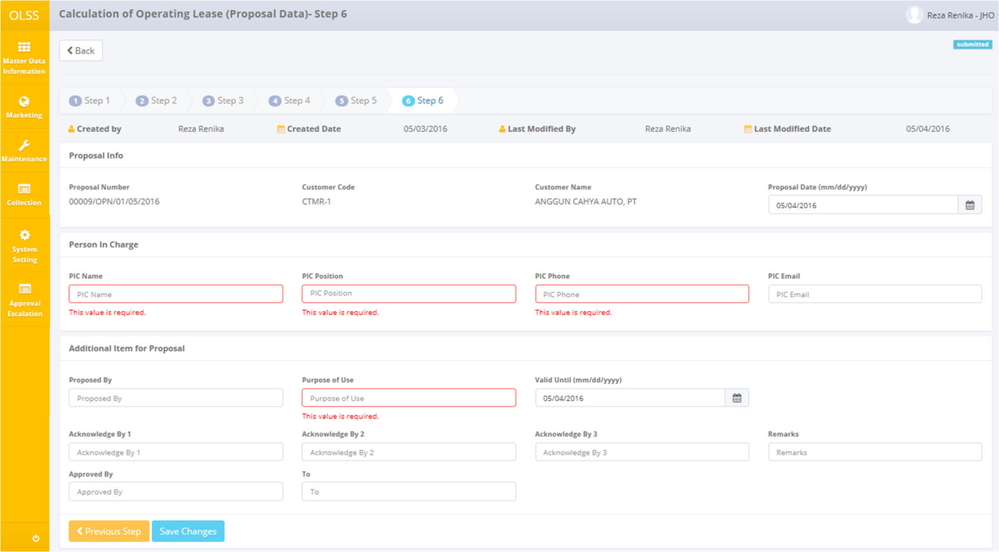 OLSS
Calculation of Operating Lease (Proposal Data)- Step 6
Reza Renika - JHO
Master Data
Information
Marketing
Maintenance
Collection
System
Setting
Approval
Escalation
Back
submitted
1 Step 1 2 Step 2 3 Step 3 4 Step 4 5 Step 5 6 Step 6
Created by Reza Renika Created Date 05/03/2016 Last Modified By Reza Renika Last Modified Date 05/04/2016
Proposal Info
Proposal Number Customer Code Customer Name Proposal Date (mm/dd/yyyy)
00009/OPN/01/05/2016 CTMR-1 ANGGUN CAHYA AUTO, PT 05/04/2016
Person In Charge
PIC Name PIC Position PIC Phone PIC Email
PIC Name PIC Position PIC Phone PIC Email
This value is required. This value is required. This value is required.
Additional Item for Proposal
Proposed By Purpose of Use Valid Until (mm/dd/yyyy)
Proposed By Purpose of Use 05/04/2016
This value is required.
Acknowledge By 1 Acknowledge By 2 Acknowledge By 3 Remarks
Acknowledge By 1 Acknowledge By 2 Acknowledge By 3 Remarks
Approved By To
Approved By To
Previous Step Save Changes